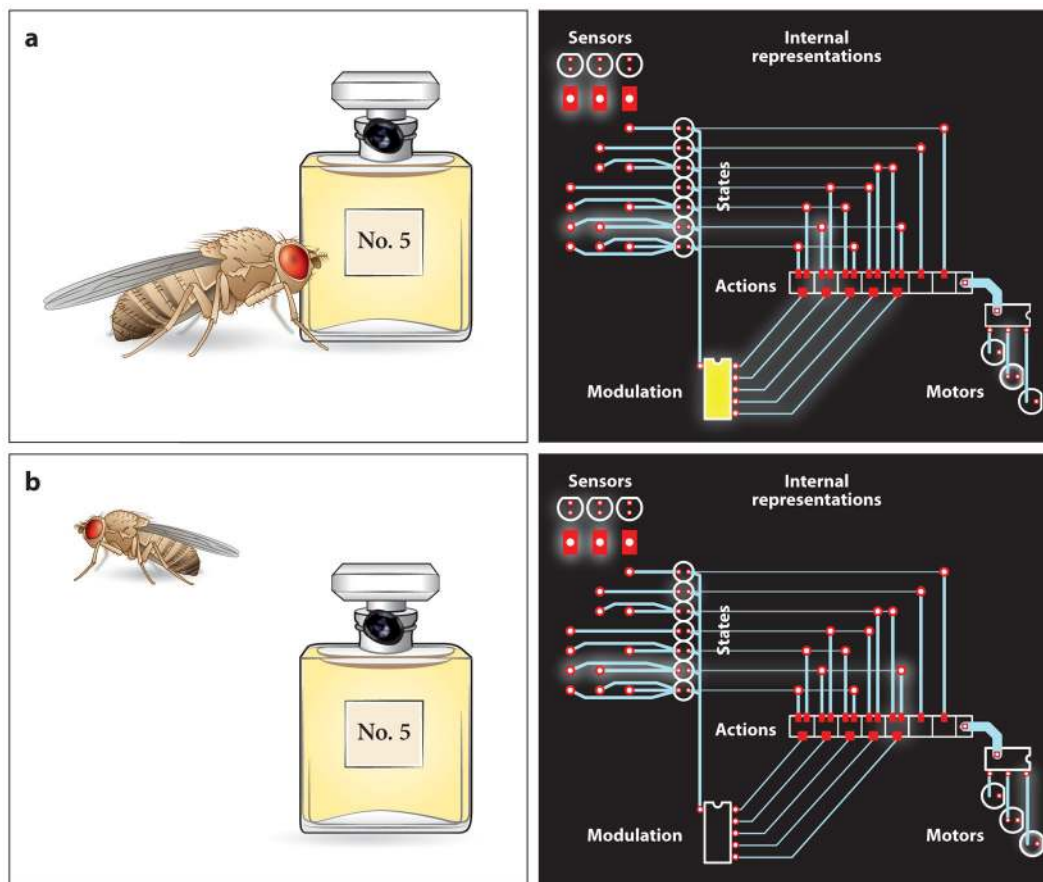 a
No. 5
Sensors
Internal
representations
States
Actions
Modulation
Motors
b
No. 5
Sensors
Internal
representations
States
Actions
Modulation
Motors